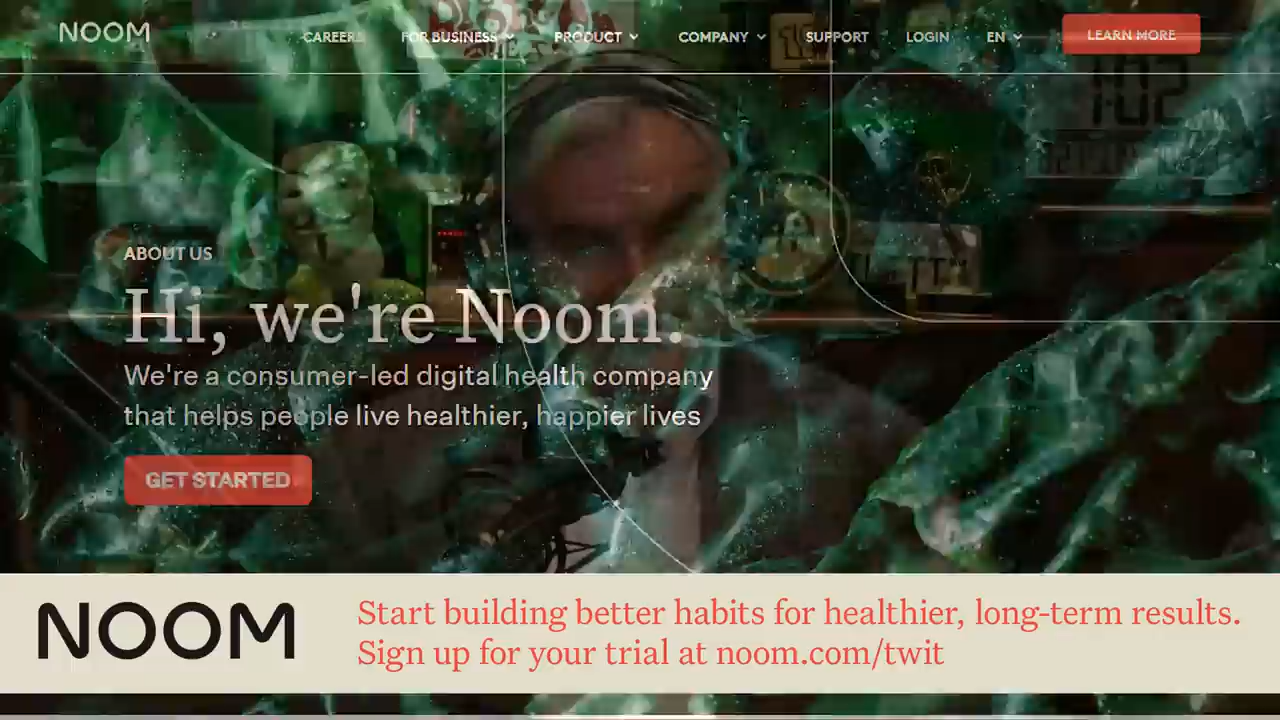 NOOM
CAREERS FOR BUSINESS PRODUCT COMPANY SUPPORT LOGIN EN LEARN MORE
1:02
ABOUT US
Hi, we're Noom.
We're a consumer-led digital health company
that helps people live healthier, happier lives
GET STARTED
NOOM
Start building better habits for healthier, long-term results.
Sign up for your trial at noom.com/twit